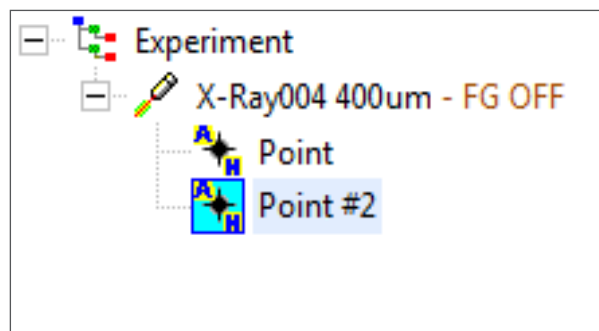 Experiment
X-Ray004 400um - FG OFF
A H Point
A H Point #2